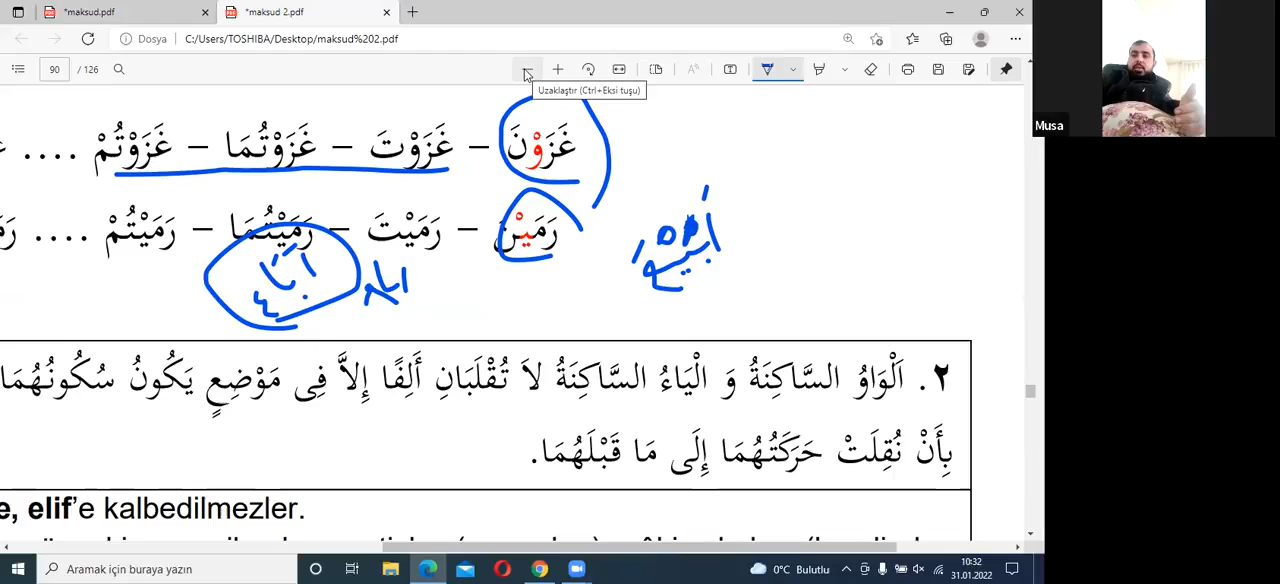 *maksud.pdf
*maksud 2.pdf
Dosya
C:/Users/TOSHIBA/Desktop/maksud%202.pdf
90 / 126
Uzaklaştır (Ctrl+Eksi tuşu)
Musa
غَزَوْنَ – غَزَوْتَ – غَزَوْتُمَا – غَزَوْتُمْ ....
رَمَيْنَ – رَمَيْتَ – رَمَيْتُمَا – رَمَيْتُمْ ....
٢. اَلْوَاوُ السَّاكِنَةُ وَ الْيَاءُ السَّاكِنَةُ لاَ تُقْلَبَانِ أَلِفًا إِلاَّ فِى مَوْضِعٍ يَكُونُ سُكُونُهُمَا
بِأَنْ نُقِلَتْ حَرَكَتُهُمَا إِلَى مَا قَبْلَهُمَا.
e, elif’e kalbedilmezler.
Aramak için buraya yazın
0°C Bulutlu
10:32
31.01.2022